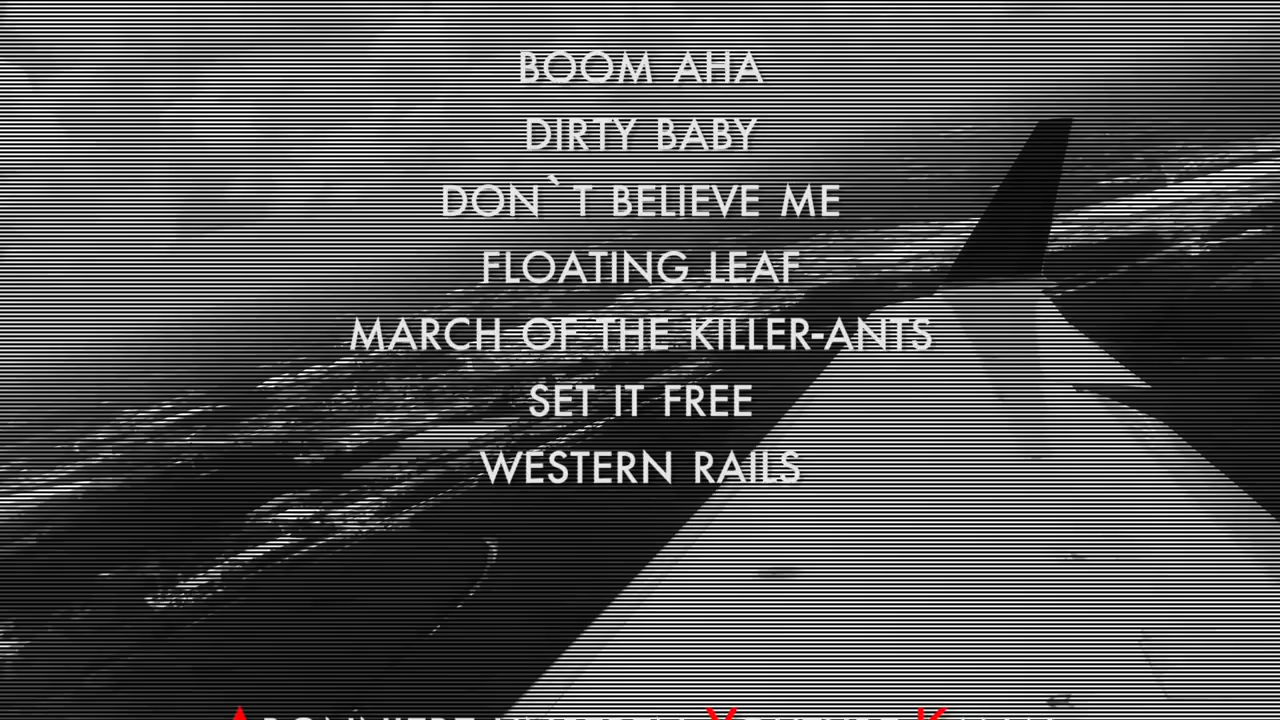 BOOM AHA
DIRTY BABY
DON`T BELIEVE ME
FLOATING LEAF
MARCH OF THE KILLER-ANTS
SET IT FREE
WESTERN RAILS